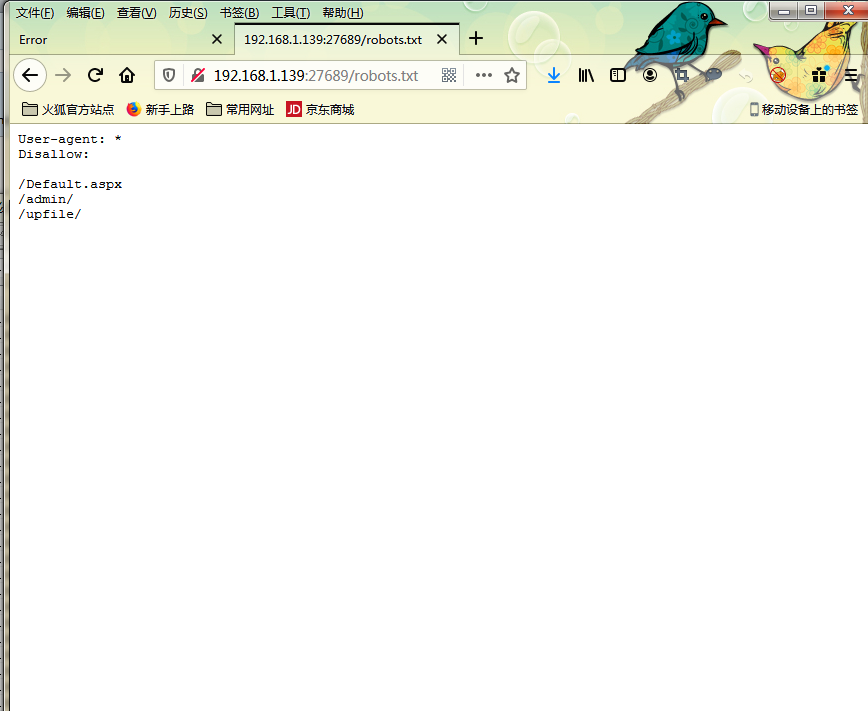 文件(F) 编辑(E) 查看(V) 历史(S) 书签(B) 工具(T) 帮助(H)
Error
192.168.1.139:27689/robots.txt
192.168.1.139:27689/robots.txt
火狐官方站点 新手上路 常用网址 JD 京东商城 移动设备上的书签
User-agent: *
Disallow:
/Default.aspx
/admin/
/upfile/